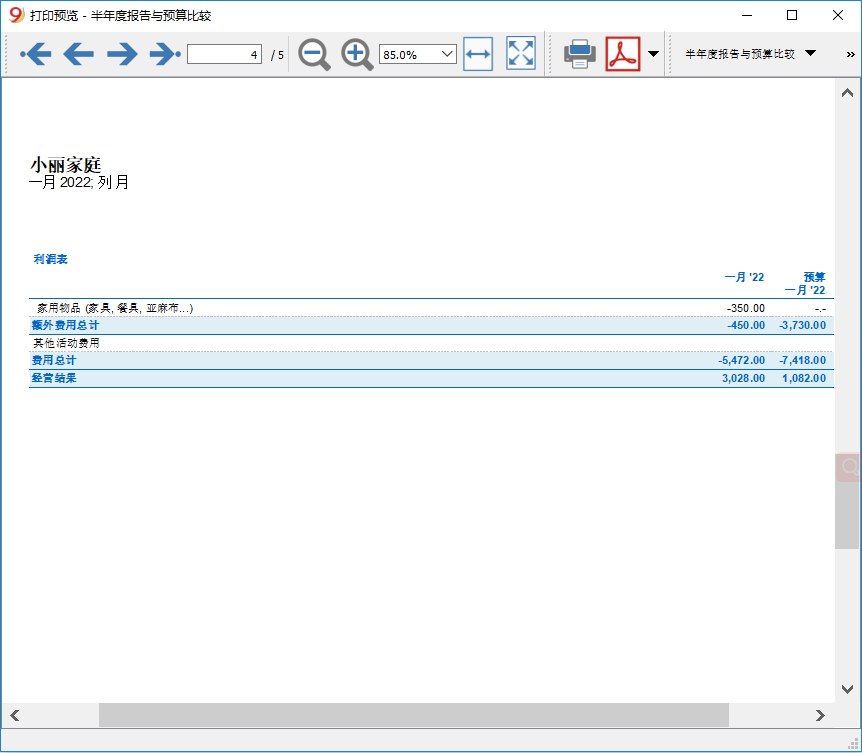 打印预览 - 半年度报告与预算比较
4 / 5 85.0% 半年度报告与预算比较 »
小丽家庭
一月 2022; 列 月
利润表
一月 '22 预算
一月 '22
家用物品 (家具, 餐具, 亚麻布...) -350.00 -.-
额外费用总计 -450.00 -3,730.00
其他活动费用
费用总计 -5,472.00 -7,418.00
经营结果 3,028.00 1,082.00